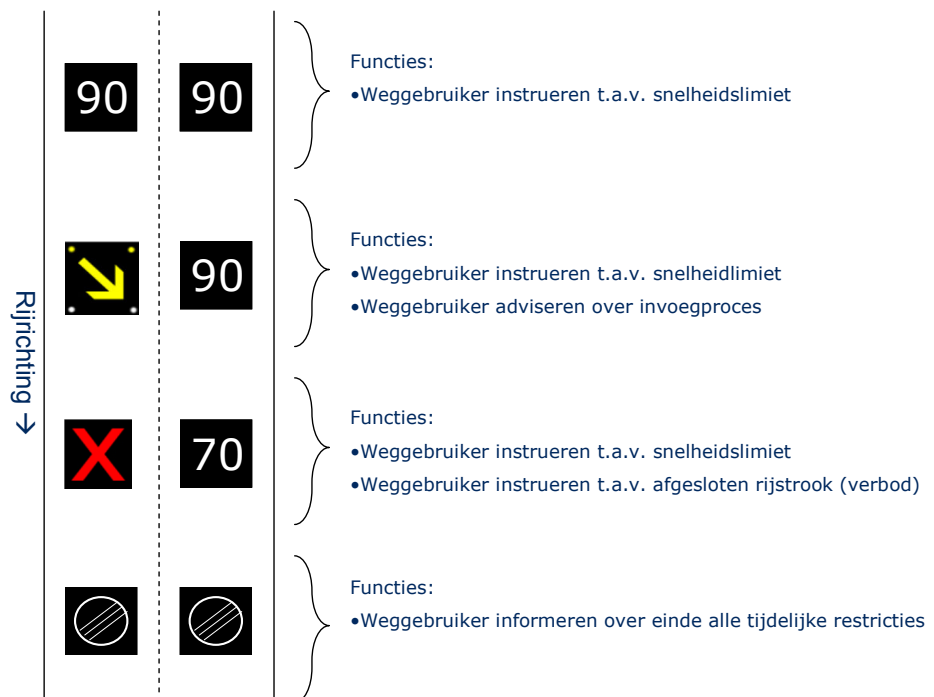 90 90
Functies:
•Weggebruiker instrueren t.a.v. snelheidslimiet
90
Functies:
•Weggebruiker instrueren t.a.v. snelheidlimiet
•Weggebruiker adviseren over invoegproces
Rijrichting →
X 70
Functies:
•Weggebruiker instrueren t.a.v. snelheidslimiet
•Weggebruiker instrueren t.a.v. afgesloten rijstrook (verbod)
Functies:
•Weggebruiker informeren over einde alle tijdelijke restricties